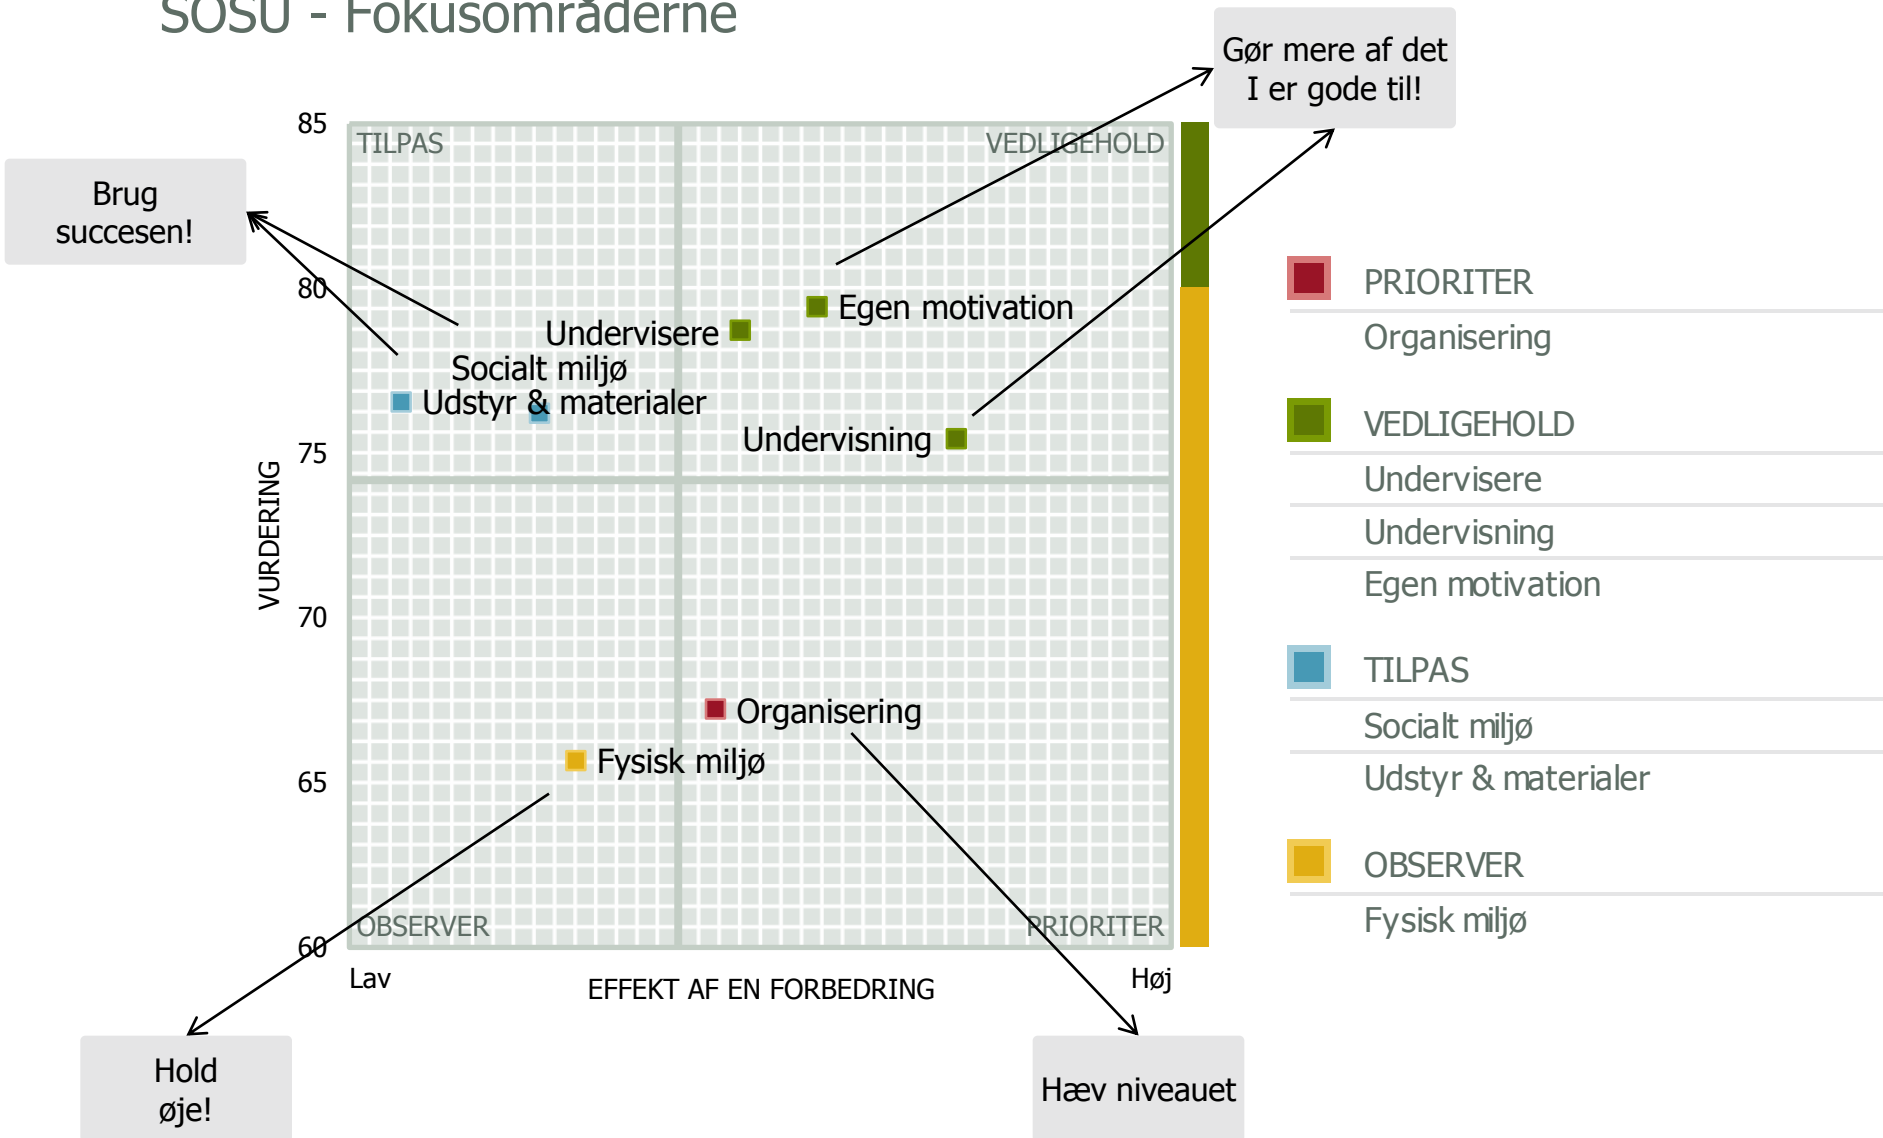 SOSU - Fokusområderne
Gør mere af det
I er gode til!
Brug
succesen!
85
80
75
70
65
60
VURDERING
TILPAS
VEDLIGEHOLD
Egen motivation
Undervisere
Socialt miljø
Udstyr & materialer
Undervisning
Organisering
Fysisk miljø
OBSERVER
PRIORITER
Lav
EFFEKT AF EN FORBEDRING
Høj
Hold
øje!
Hæv niveauet
PRIORITER
Organisering
VEDLIGEHOLD
Undervisere
Undervisning
Egen motivation
TILPAS
Socialt miljø
Udstyr & materialer
OBSERVER
Fysisk miljø